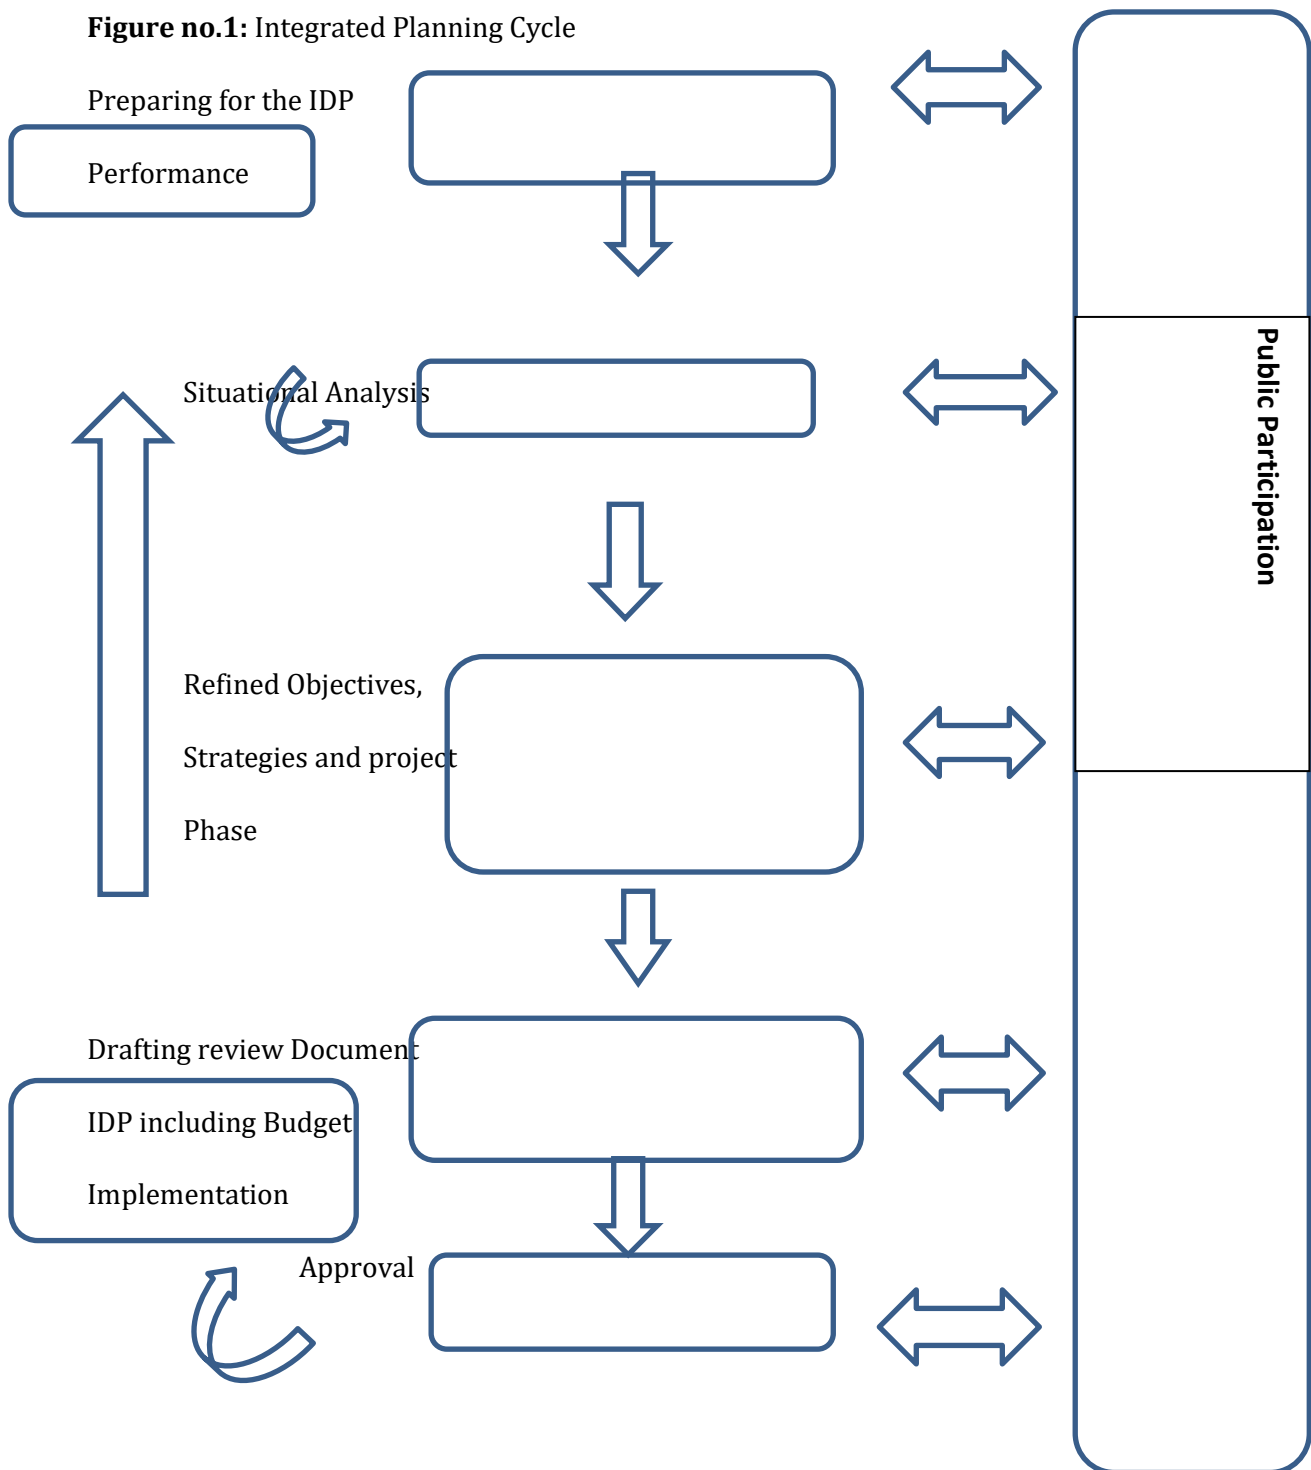 Figure no.1: Integrated Planning Cycle
Preparing for the IDP
Performance
Situational Analysis
Public Participation
Refined Objectives,
Strategies and project
Phase
Drafting review Document
IDP including Budget
Implementation
Approval